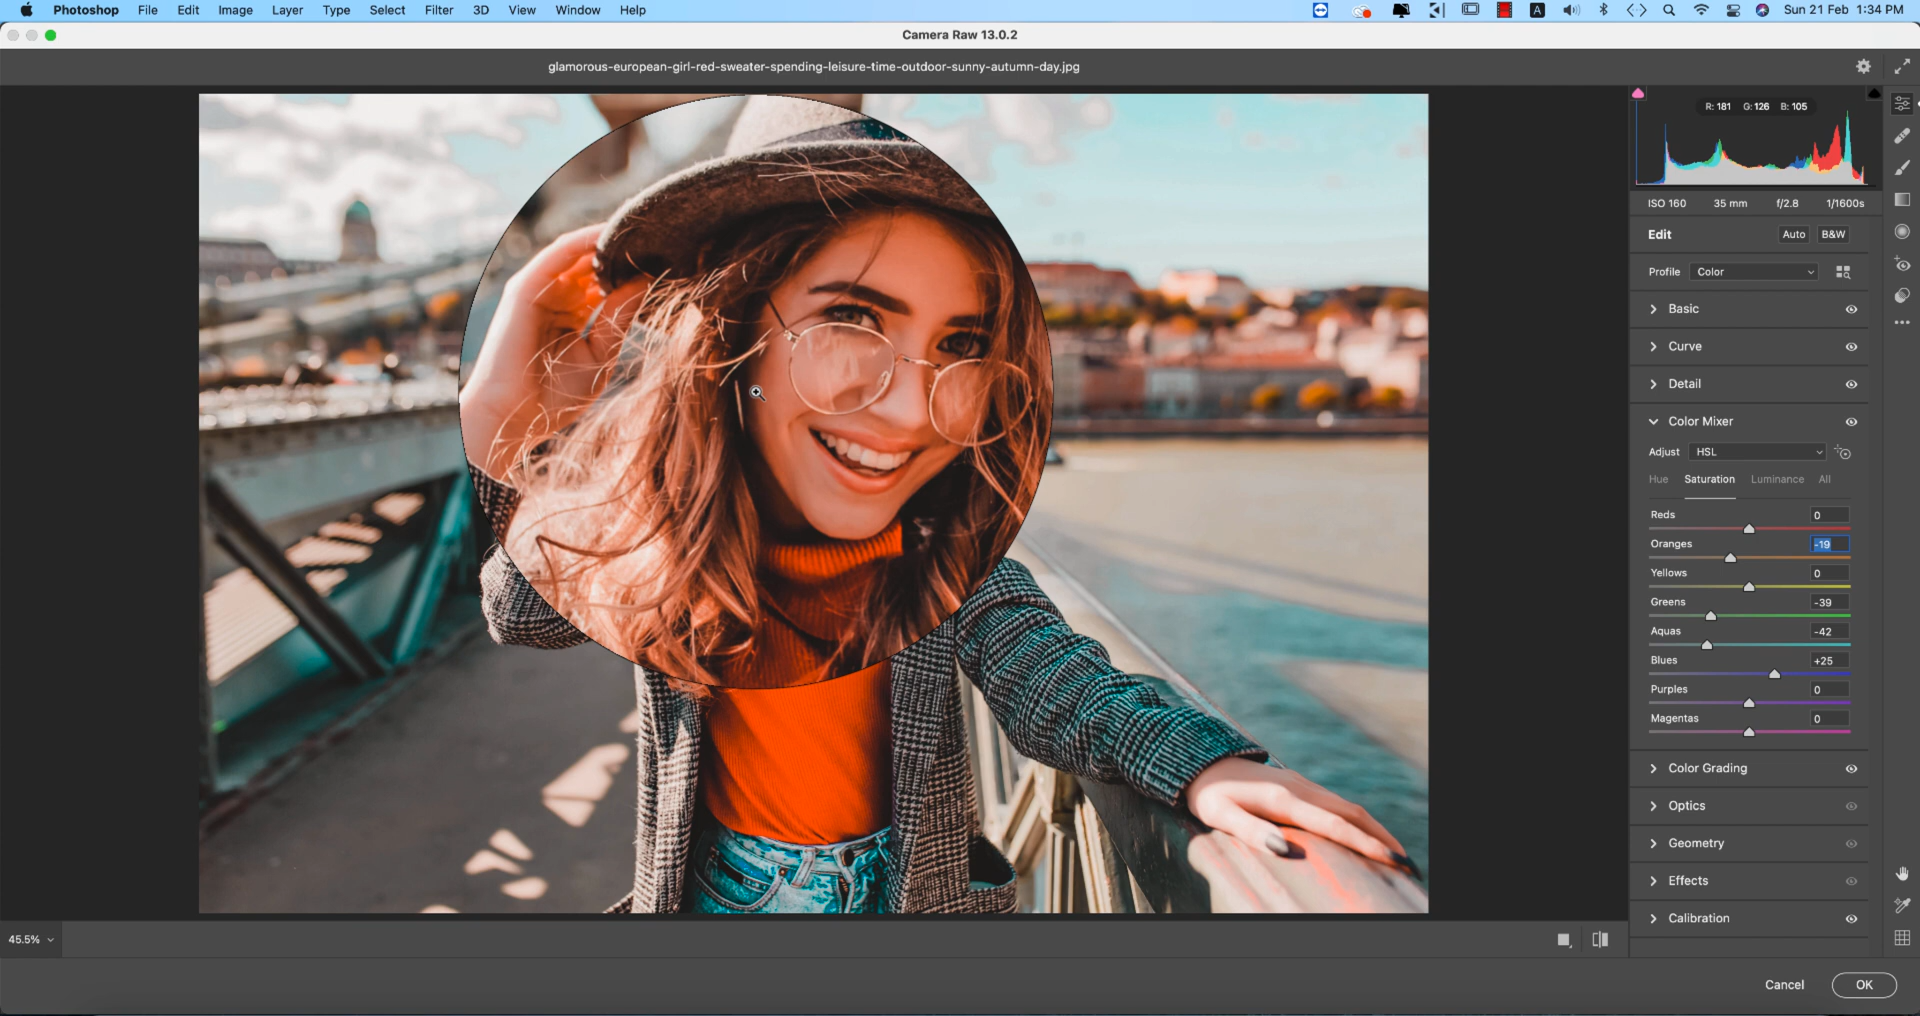 Photoshop File Edit Image Layer Type Select Filter 3D View Window Help A Sun 21 Feb 1:34 PM
Camera Raw 13.0.2
glamorous-european-girl-red-sweater-spending-leisure-time-outdoor-sunny-autumn-day.jpg
R: 181 G: 126 B: 105
ISO 160 35 mm f/2.8 1/1600s
Edit Auto B&W
Profile Color
Basic
Curve
Detail
Color Mixer
Adjust HSL
Hue Saturation Luminance All
Reds 0
Oranges -19
Yellows 0
Greens -39
Aquas -42
Blues +25
Purples 0
Magentas 0
Color Grading
Optics
Geometry
Effects
Calibration
45.5%
Cancel OK